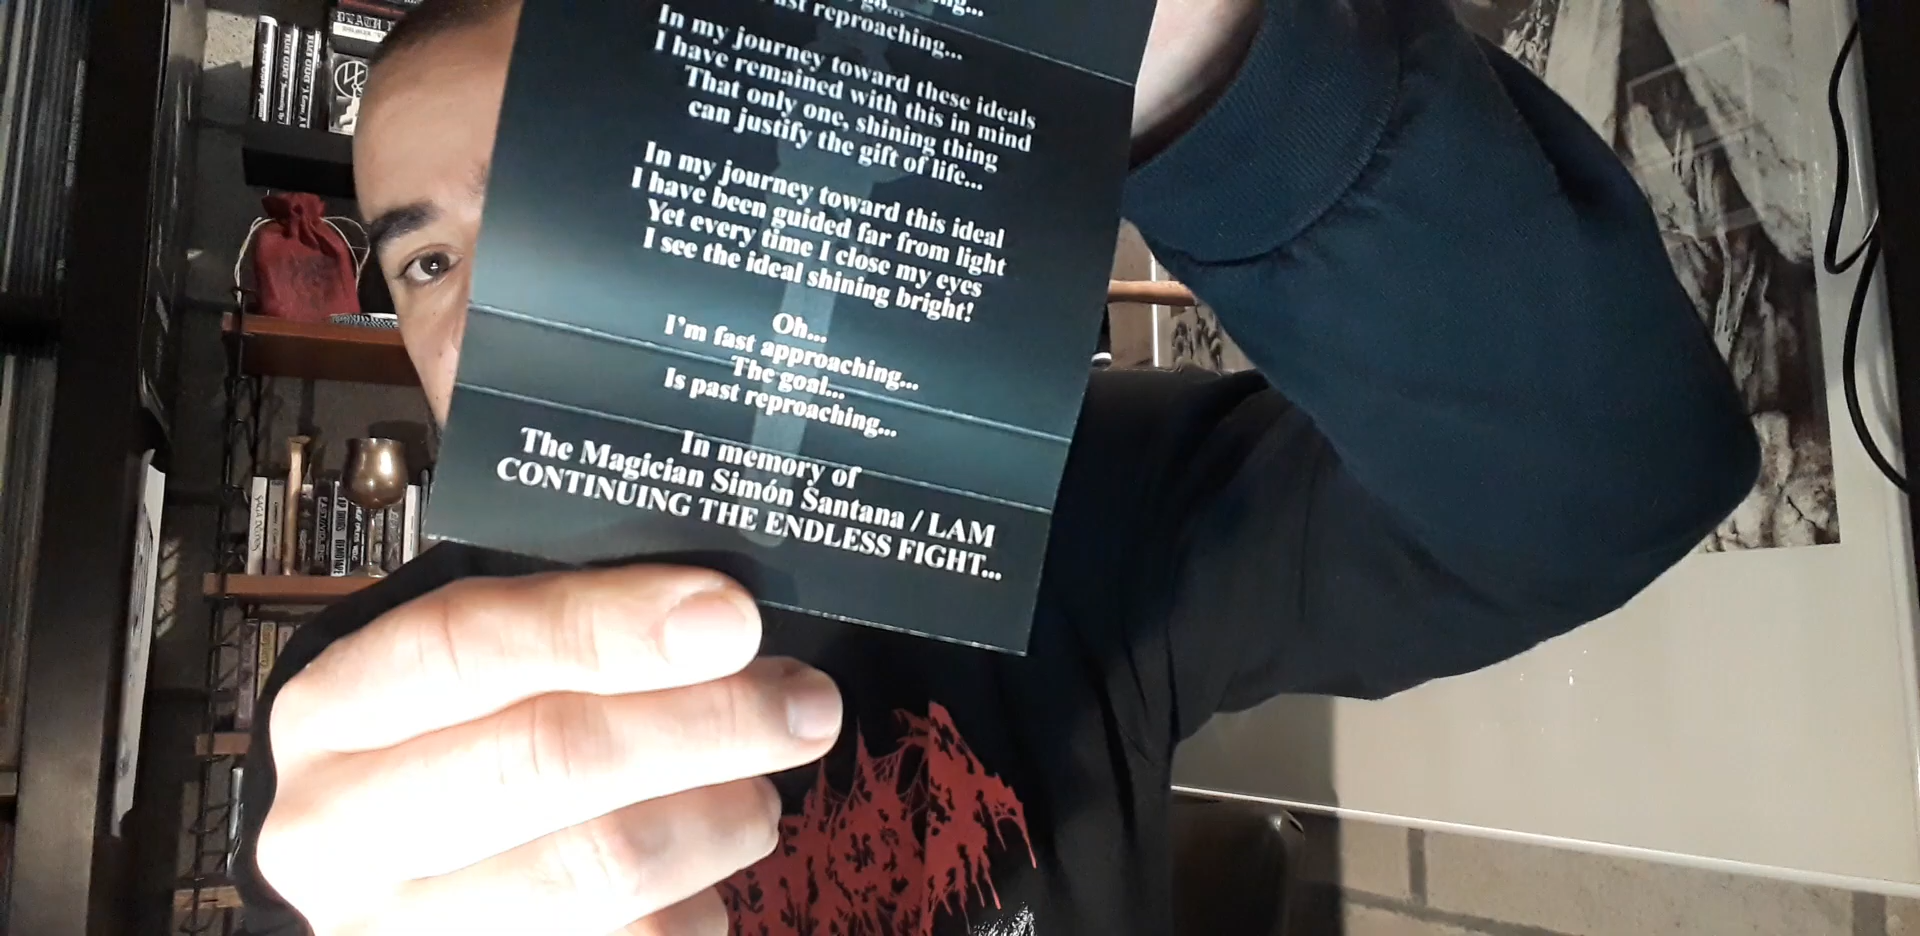 past reproaching...
In my journey toward these ideals
I have remained with this in mind
That only one, shining thing
can justify the gift of life...
In my journey toward this ideal
I have been guided far from light
Yet every time I close my eyes
I see the ideal shining bright!
Oh...
I'm fast approaching...
The goal...
Is past reproaching...
In memory of
The Magician Simón Santana / LAM
CONTINUING THE ENDLESS FIGHT...
DEATH